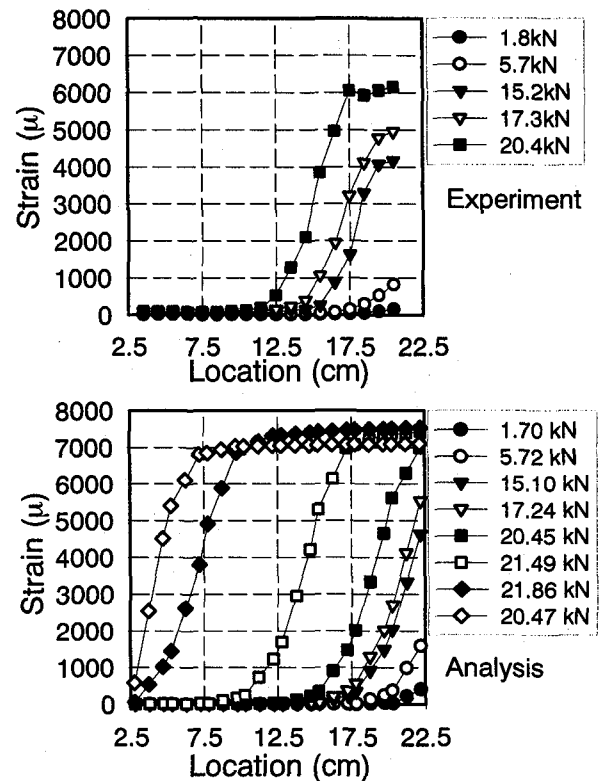 8000
7000
6000
5000
4000
3000
2000
1000
0
Strain (μ)
2.5 7.5 12.5 17.5 22.5
Location (cm)
1.8kN
5.7kN
15.2kN
17.3kN
20.4kN
Experiment
8000
7000
6000
5000
4000
3000
2000
1000
0
Strain (μ)
2.5 7.5 12.5 17.5 22.5
Location (cm)
1.70 kN
5.72 kN
15.10 kN
17.24 kN
20.45 kN
21.49 kN
21.86 kN
20.47 kN
Analysis